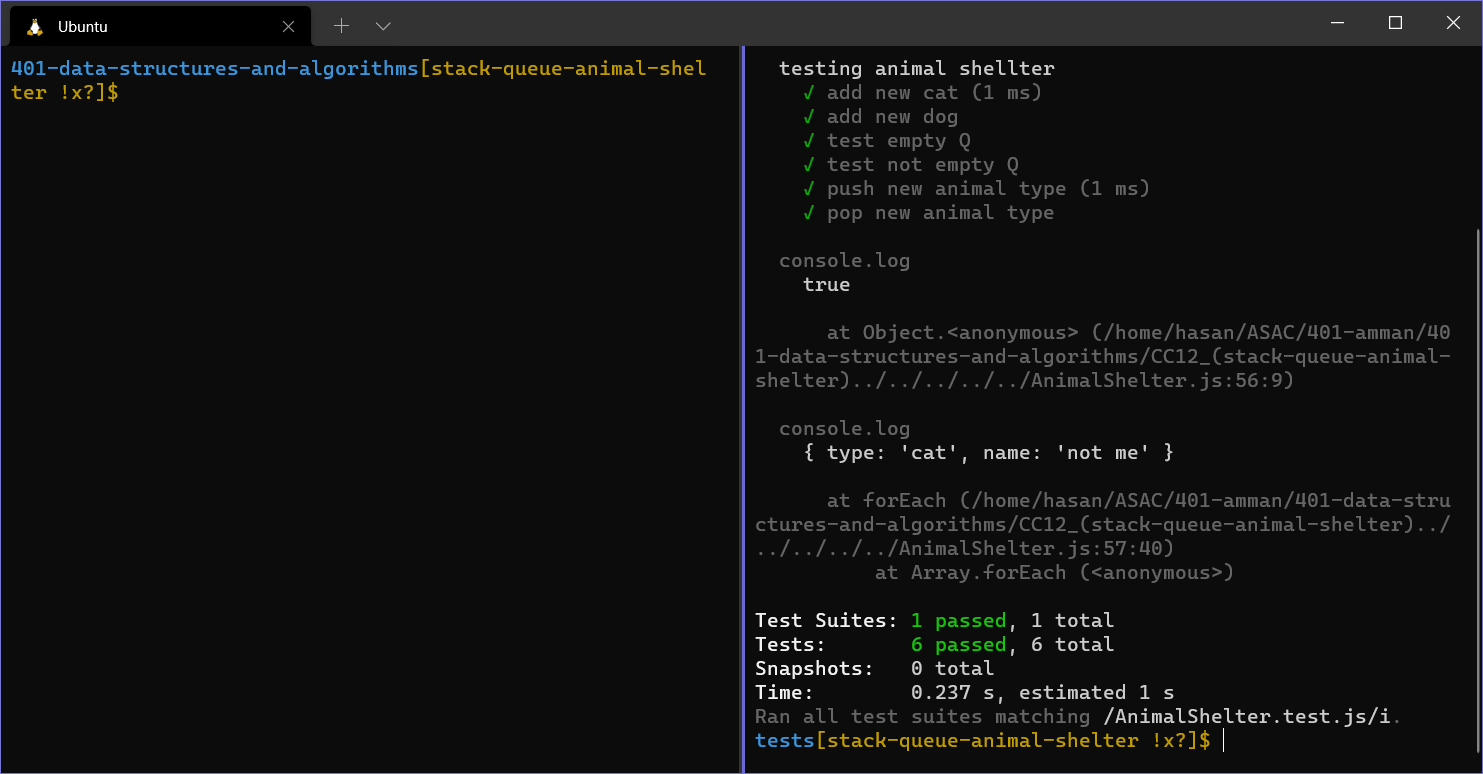 Ubuntu
401-data-structures-and-algorithms[stack-queue-animal-shel
ter !x?]$
testing animal shellter
√ add new cat (1 ms)
√ add new dog
√ test empty Q
√ test not empty Q
√ push new animal type (1 ms)
√ pop new animal type
console.log
true
at Object.<anonymous> (/home/hasan/ASAC/401-amman/40
1-data-structures-and-algorithms/CC12_(stack-queue-animal-
shelter)../../../../../AnimalShelter.js:56:9)
console.log
{ type: 'cat', name: 'not me' }
at forEach (/home/hasan/ASAC/401-amman/401-data-stru
ctures-and-algorithms/CC12_(stack-queue-animal-shelter)../
../../../../AnimalShelter.js:57:40)
at Array.forEach (<anonymous>)
Test Suites: 1 passed, 1 total
Tests: 6 passed, 6 total
Snapshots: 0 total
Time: 0.237 s, estimated 1 s
Ran all test suites matching /AnimalShelter.test.js/i.
tests[stack-queue-animal-shelter !x?]$